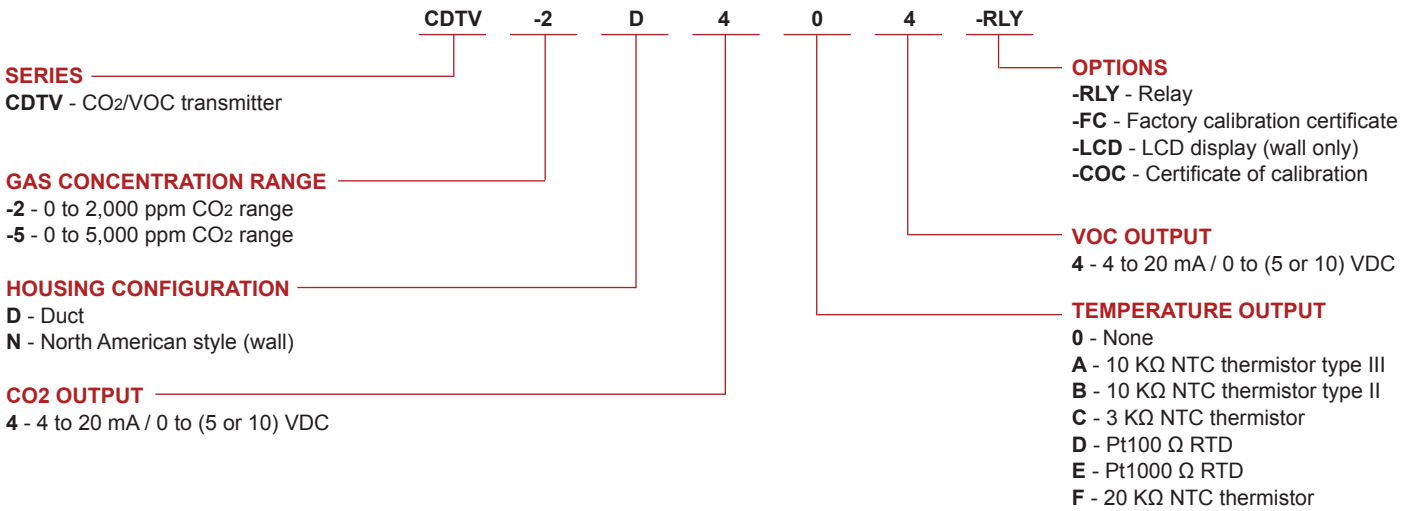 CDTV -2 D 4 0 4 -RLY
SERIES
CDTV - CO2/VOC transmitter
GAS CONCENTRATION RANGE
-2 - 0 to 2,000 ppm CO2 range
-5 - 0 to 5,000 ppm CO2 range
HOUSING CONFIGURATION
D - Duct
N - North American style (wall)
CO2 OUTPUT
4 - 4 to 20 mA / 0 to (5 or 10) VDC
OPTIONS
-RLY - Relay
-FC - Factory calibration certificate
-LCD - LCD display (wall only)
-COC - Certificate of calibration
VOC OUTPUT
4 - 4 to 20 mA / 0 to (5 or 10) VDC
TEMPERATURE OUTPUT
0 - None
A - 10 KΩ NTC thermistor type III
B - 10 KΩ NTC thermistor type II
C - 3 KΩ NTC thermistor
D - Pt100 Ω RTD
E - Pt1000 Ω RTD
F - 20 KΩ NTC thermistor